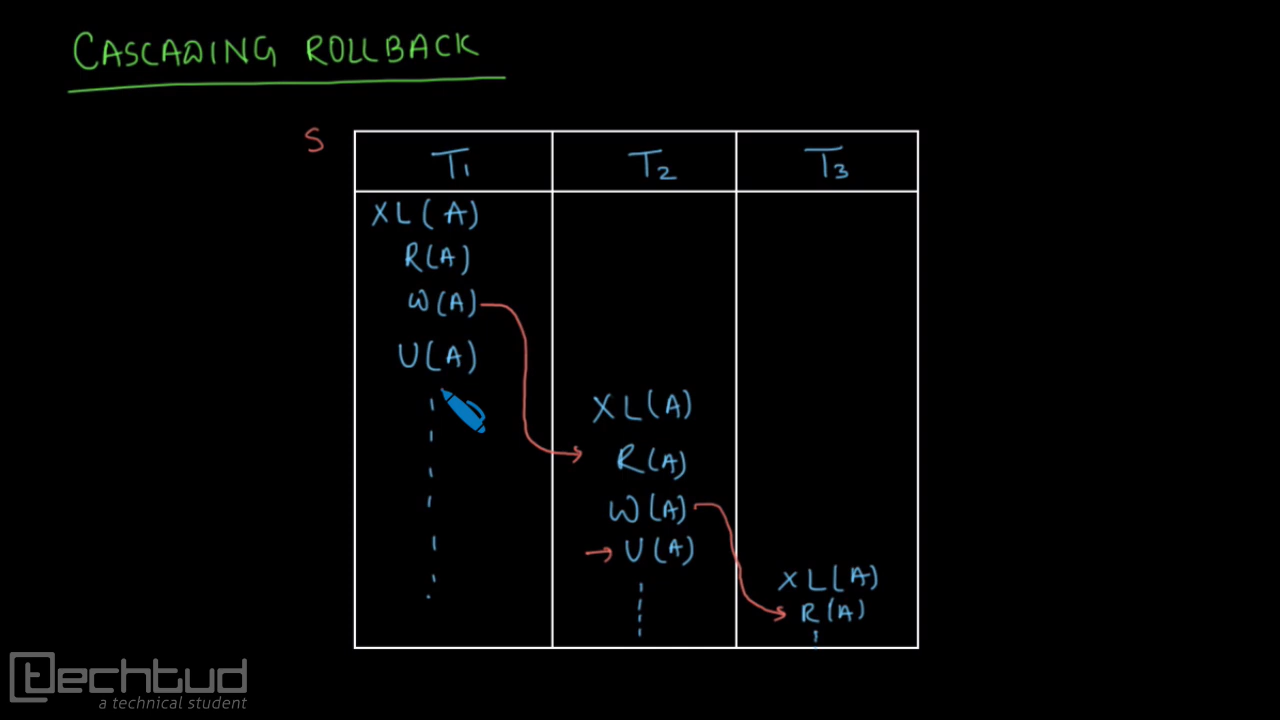 CASCADING ROLLBACK
S
T1 T2 T3
XL(A)
R(A)
W(A)
U(A)
XL(A)
R(A)
W(A)
U(A)
XL(A)
R(A)
techtud
a technical student